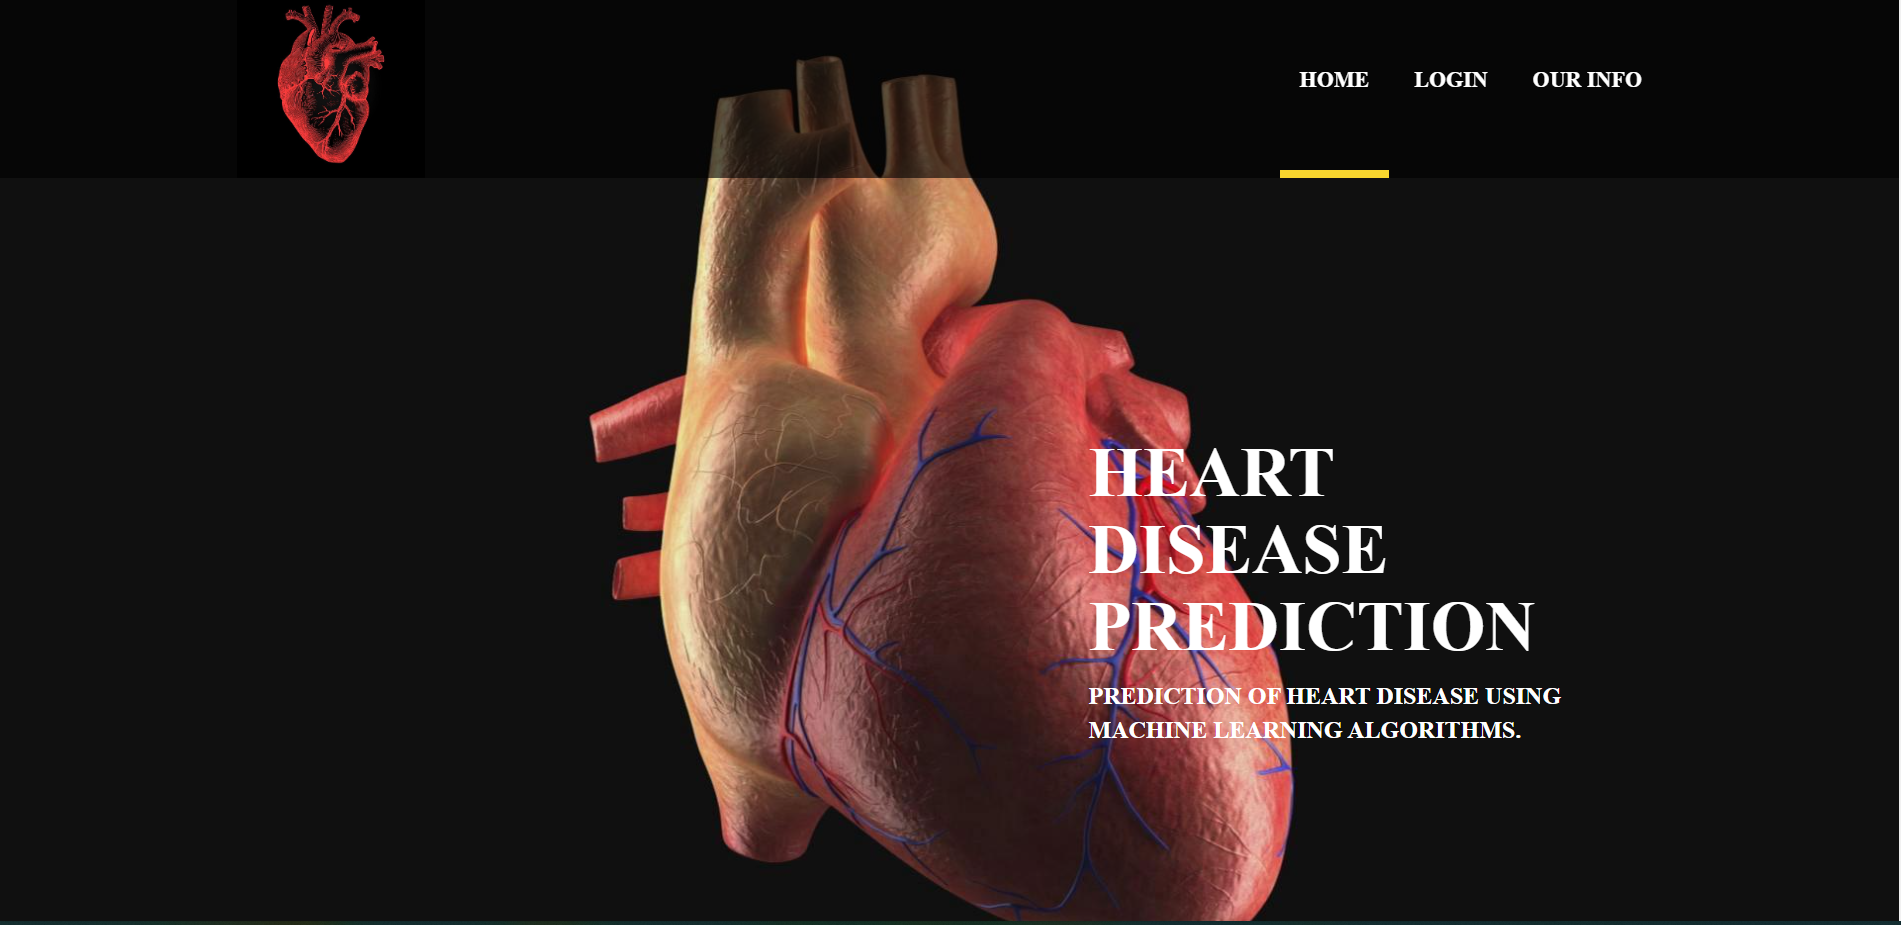 HOME LOGIN OUR INFO
HEART
DISEASE
PREDICTION
PREDICTION OF HEART DISEASE USING
MACHINE LEARNING ALGORITHMS.